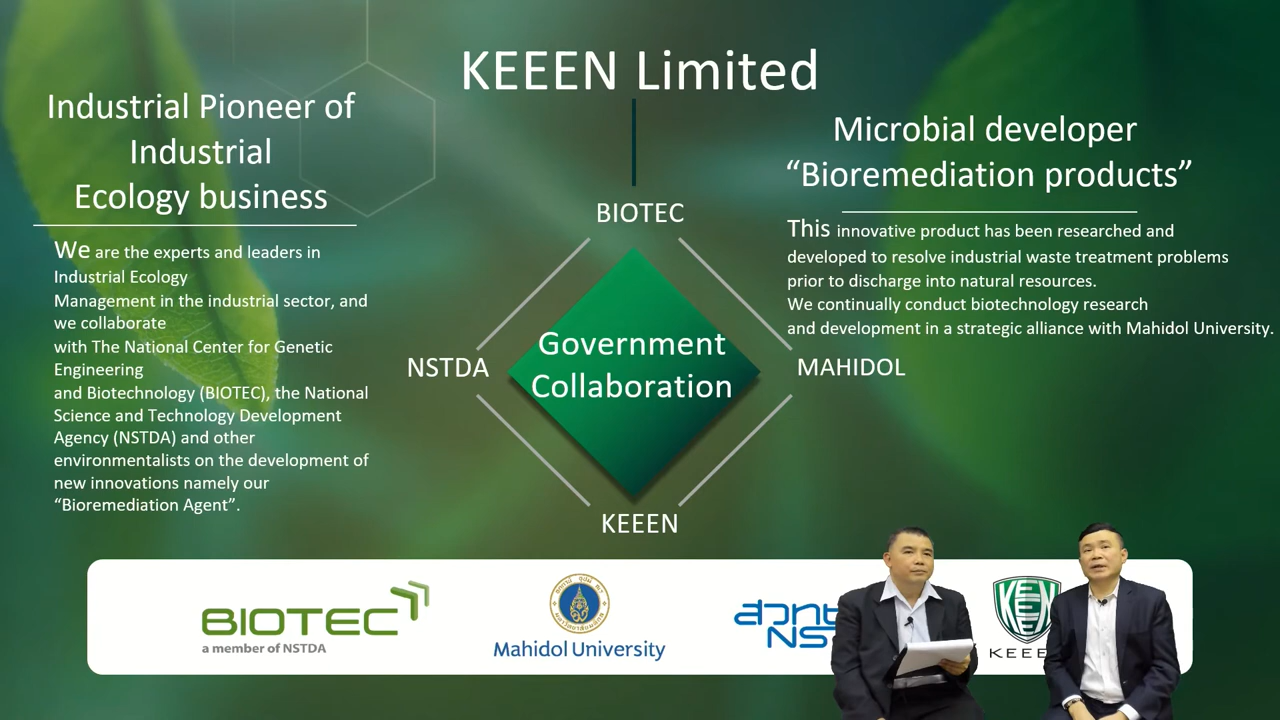 KEEEN Limited
Industrial Pioneer of
Industrial
Ecology business
We are the experts and leaders in
Industrial Ecology
Management in the industrial sector, and
we collaborate
with The National Center for Genetic
Engineering
and Biotechnology (BIOTEC), the National
Science and Technology Development
Agency (NSTDA) and other
environmentalists on the development of
new innovations namely our
“Bioremediation Agent”.
BIOTEC
NSTDA
Government
Collaboration
MAHIDOL
KEEEN
Microbial developer
“Bioremediation products”
This innovative product has been researched and
developed to resolve industrial waste treatment problems
prior to discharge into natural resources.
We continually conduct biotechnology research
and development in a strategic alliance with Mahidol University.
BIOTEC
a member of NSTDA
Mahidol University